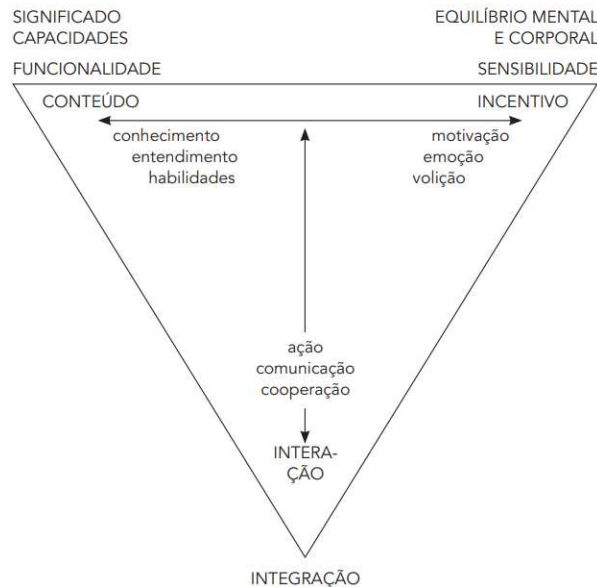 SIGNIFICADO
CAPACIDADES
EQUILÍBRIO MENTAL
E CORPORAL
FUNCIONALIDADE
SENSIBILIDADE
CONTEÚDO
INCENTIVO
conhecimento
entendimento
habilidades
motivação
emoção
volição
ação
comunicação
cooperação
INTERA-
ÇÃO
INTEGRAÇÃO